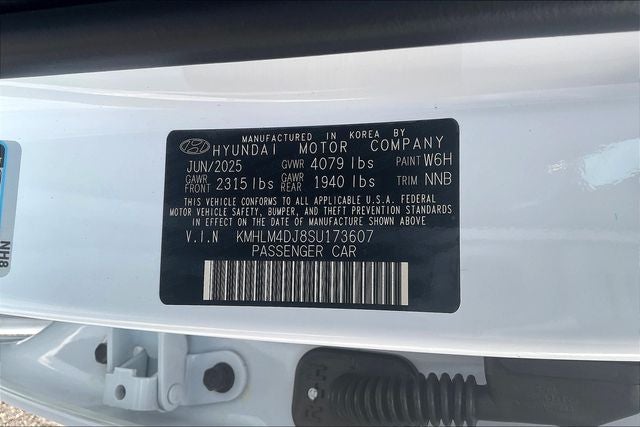 MANUFACTURED IN KOREA BY
HYUNDAI MOTOR COMPANY
JUN/2025 GVWR 4079 lbs PAINT W6H
GAWR FRONT 2315 lbs GAWR REAR 1940 lbs TRIM NNB
THIS VEHICLE CONFORMS TO ALL APPLICABLE U.S.A. FEDERAL
MOTOR VEHICLE SAFETY, BUMPER, AND THEFT PREVENTION STANDARDS
IN EFFECT ON THE DATE OF MANUFACTURE SHOWN ABOVE
V.I.N KMHLM4DJ8SU173607
PASSENGER CAR
NH8